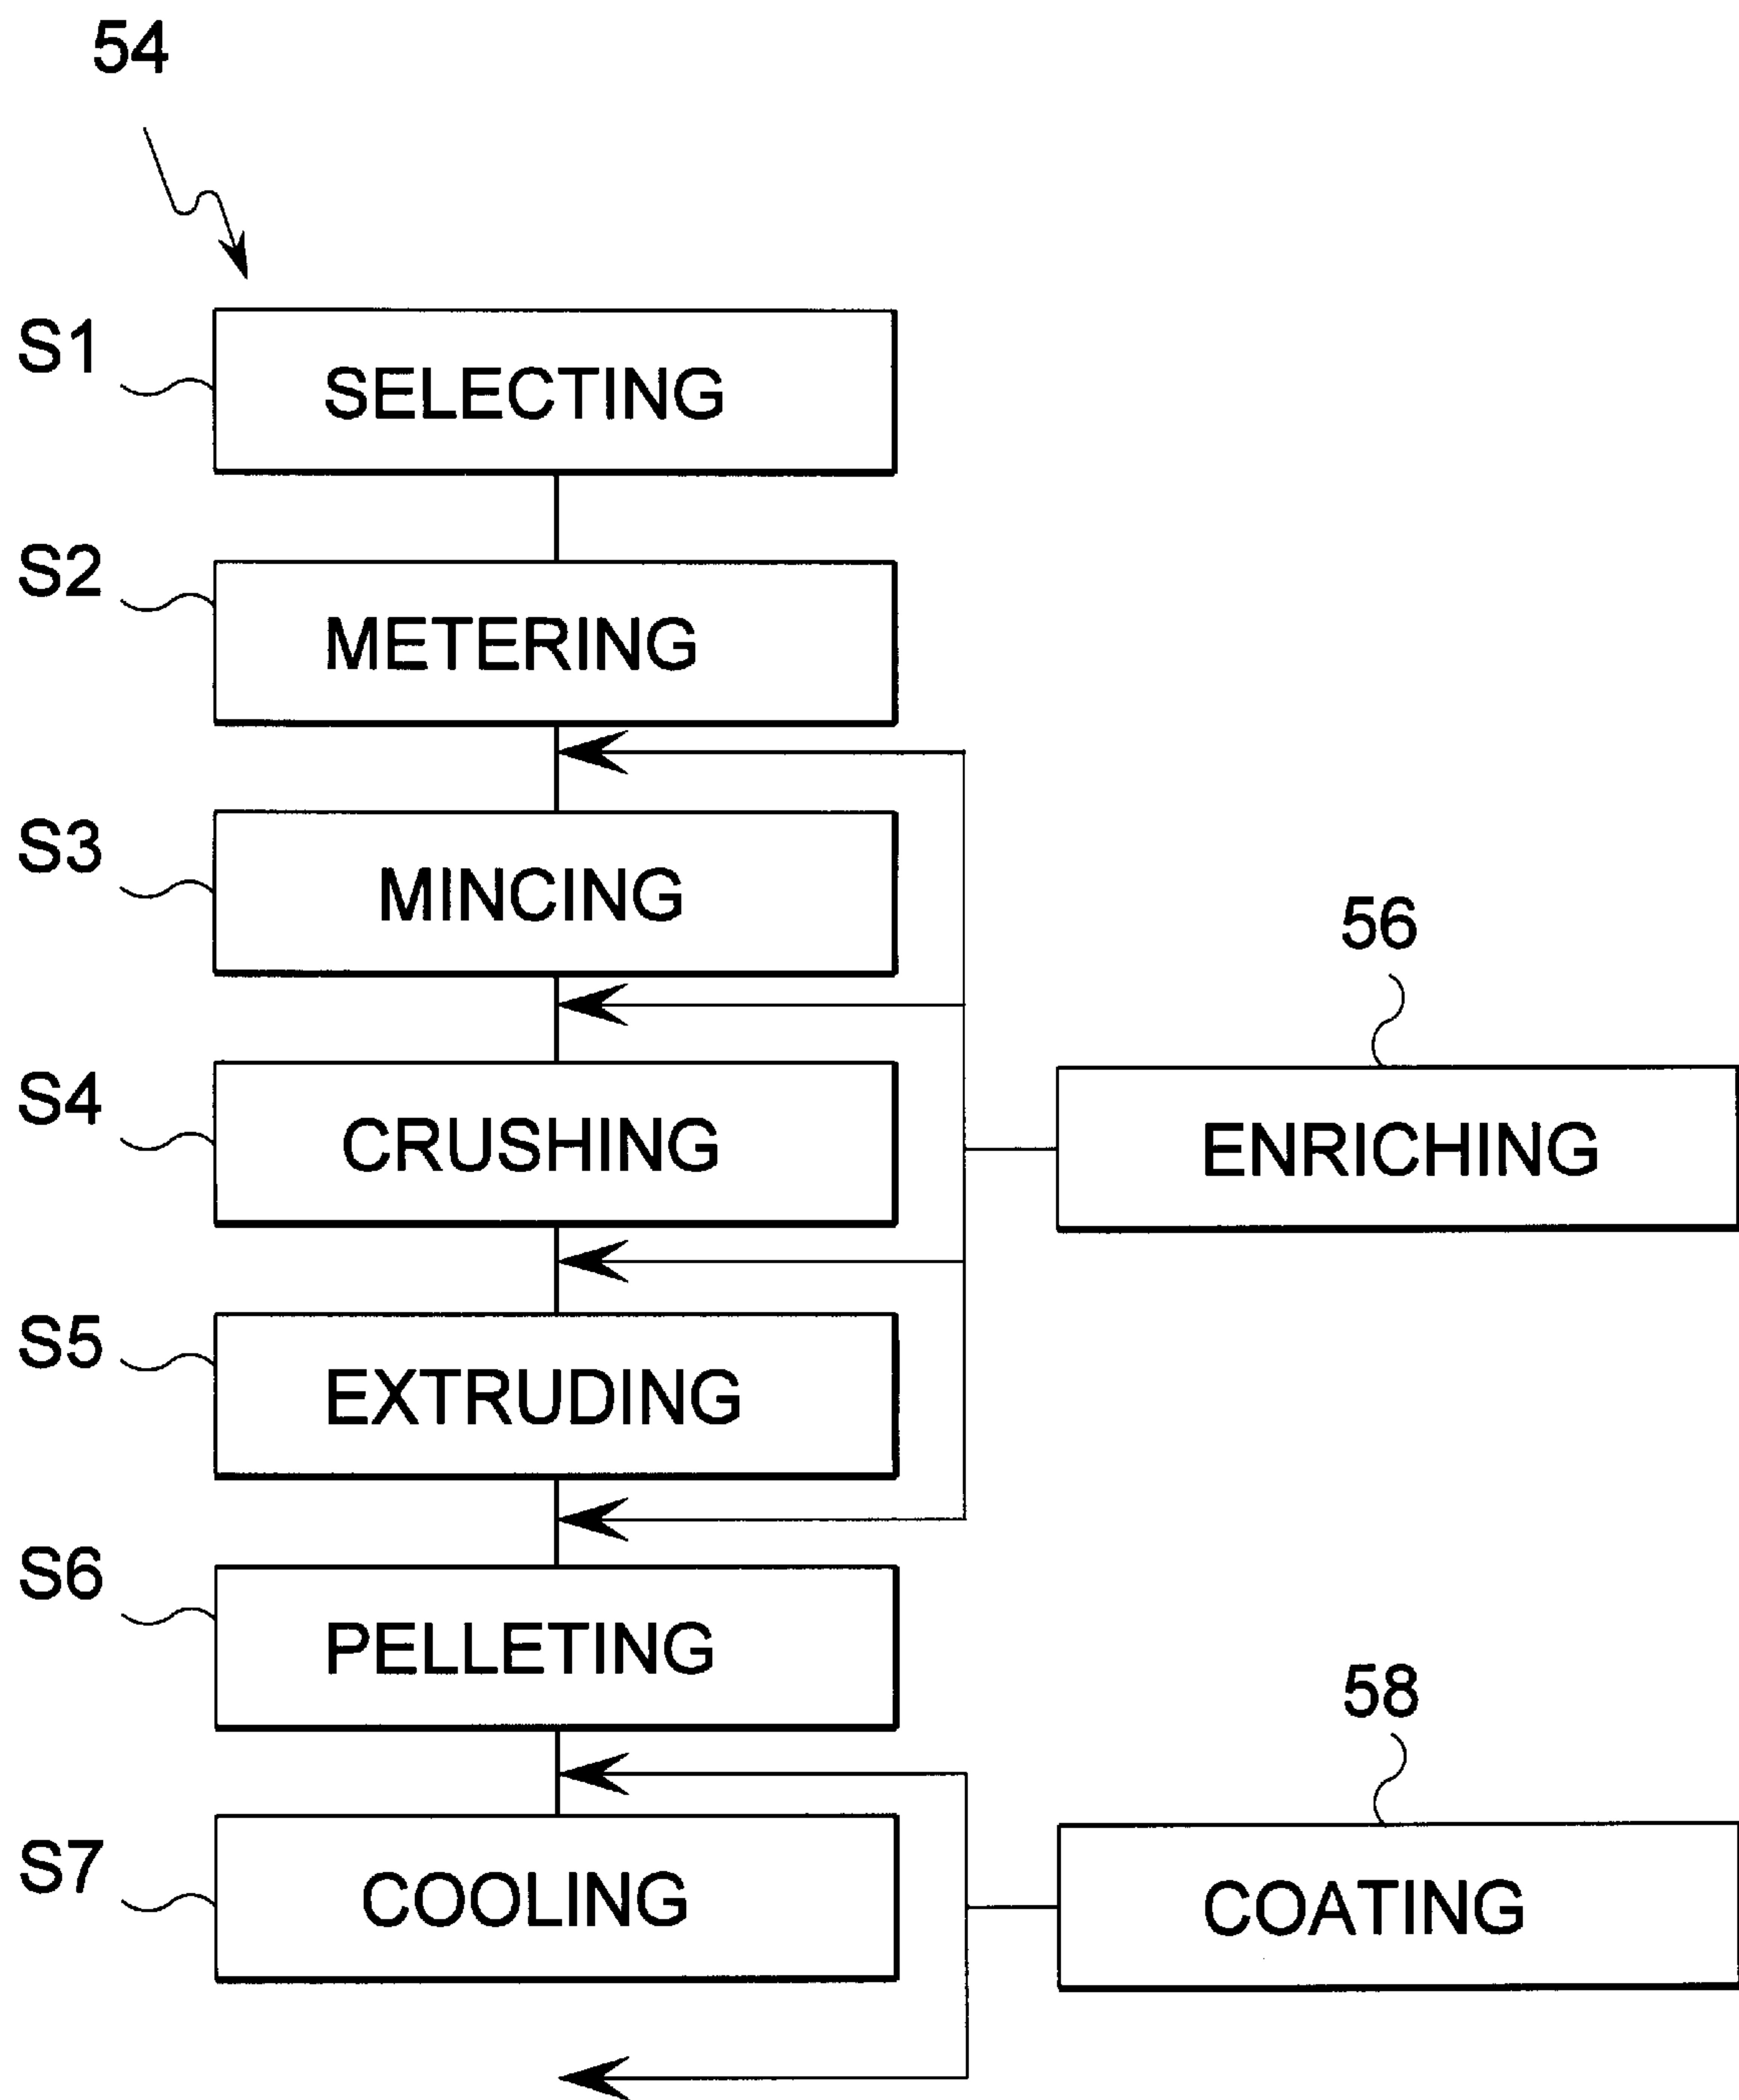 54
S1
SELECTING
S2
METERING
S3
MINCING
56
S4
CRUSHING
ENRICHING
S5
EXTRUDING
S6
PELLETING
58
S7
COOLING
COATING